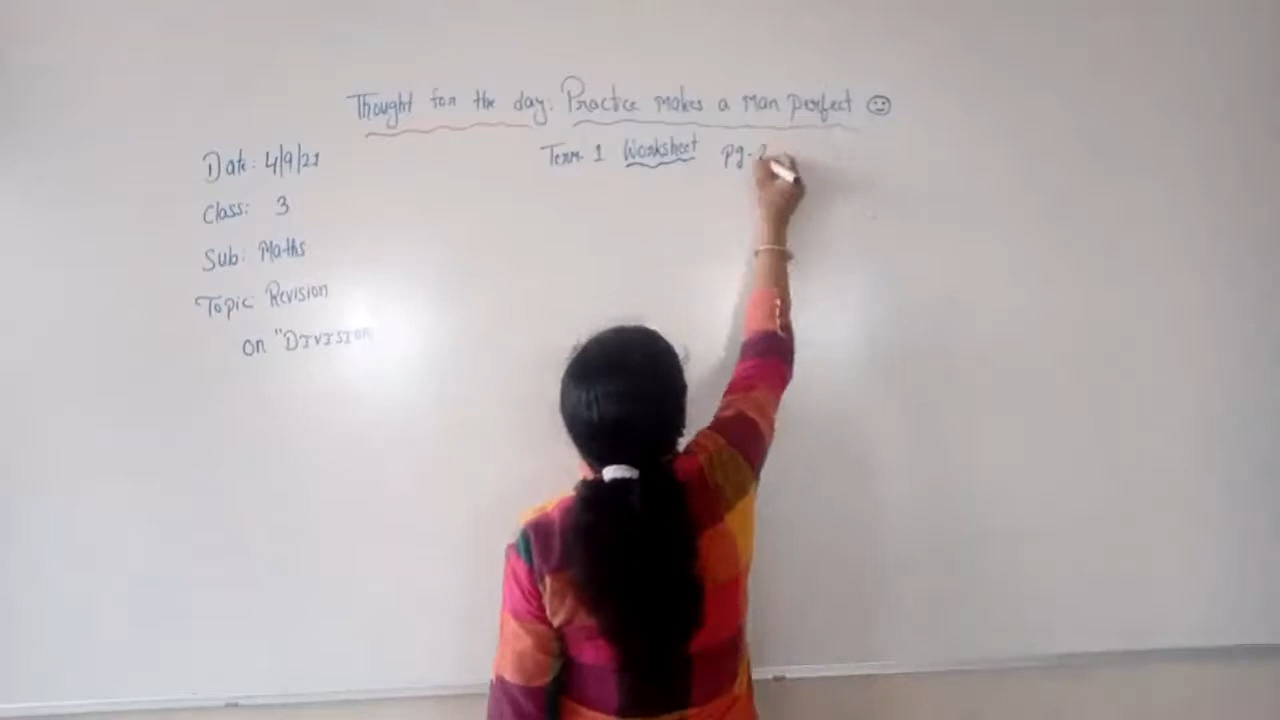 Thought for the day: Practice makes a man perfect
Term 1 Worksheet pg-2
Date: 4/9/21
Class: 3
Sub: Maths
Topic: Revision
on "DIVISION